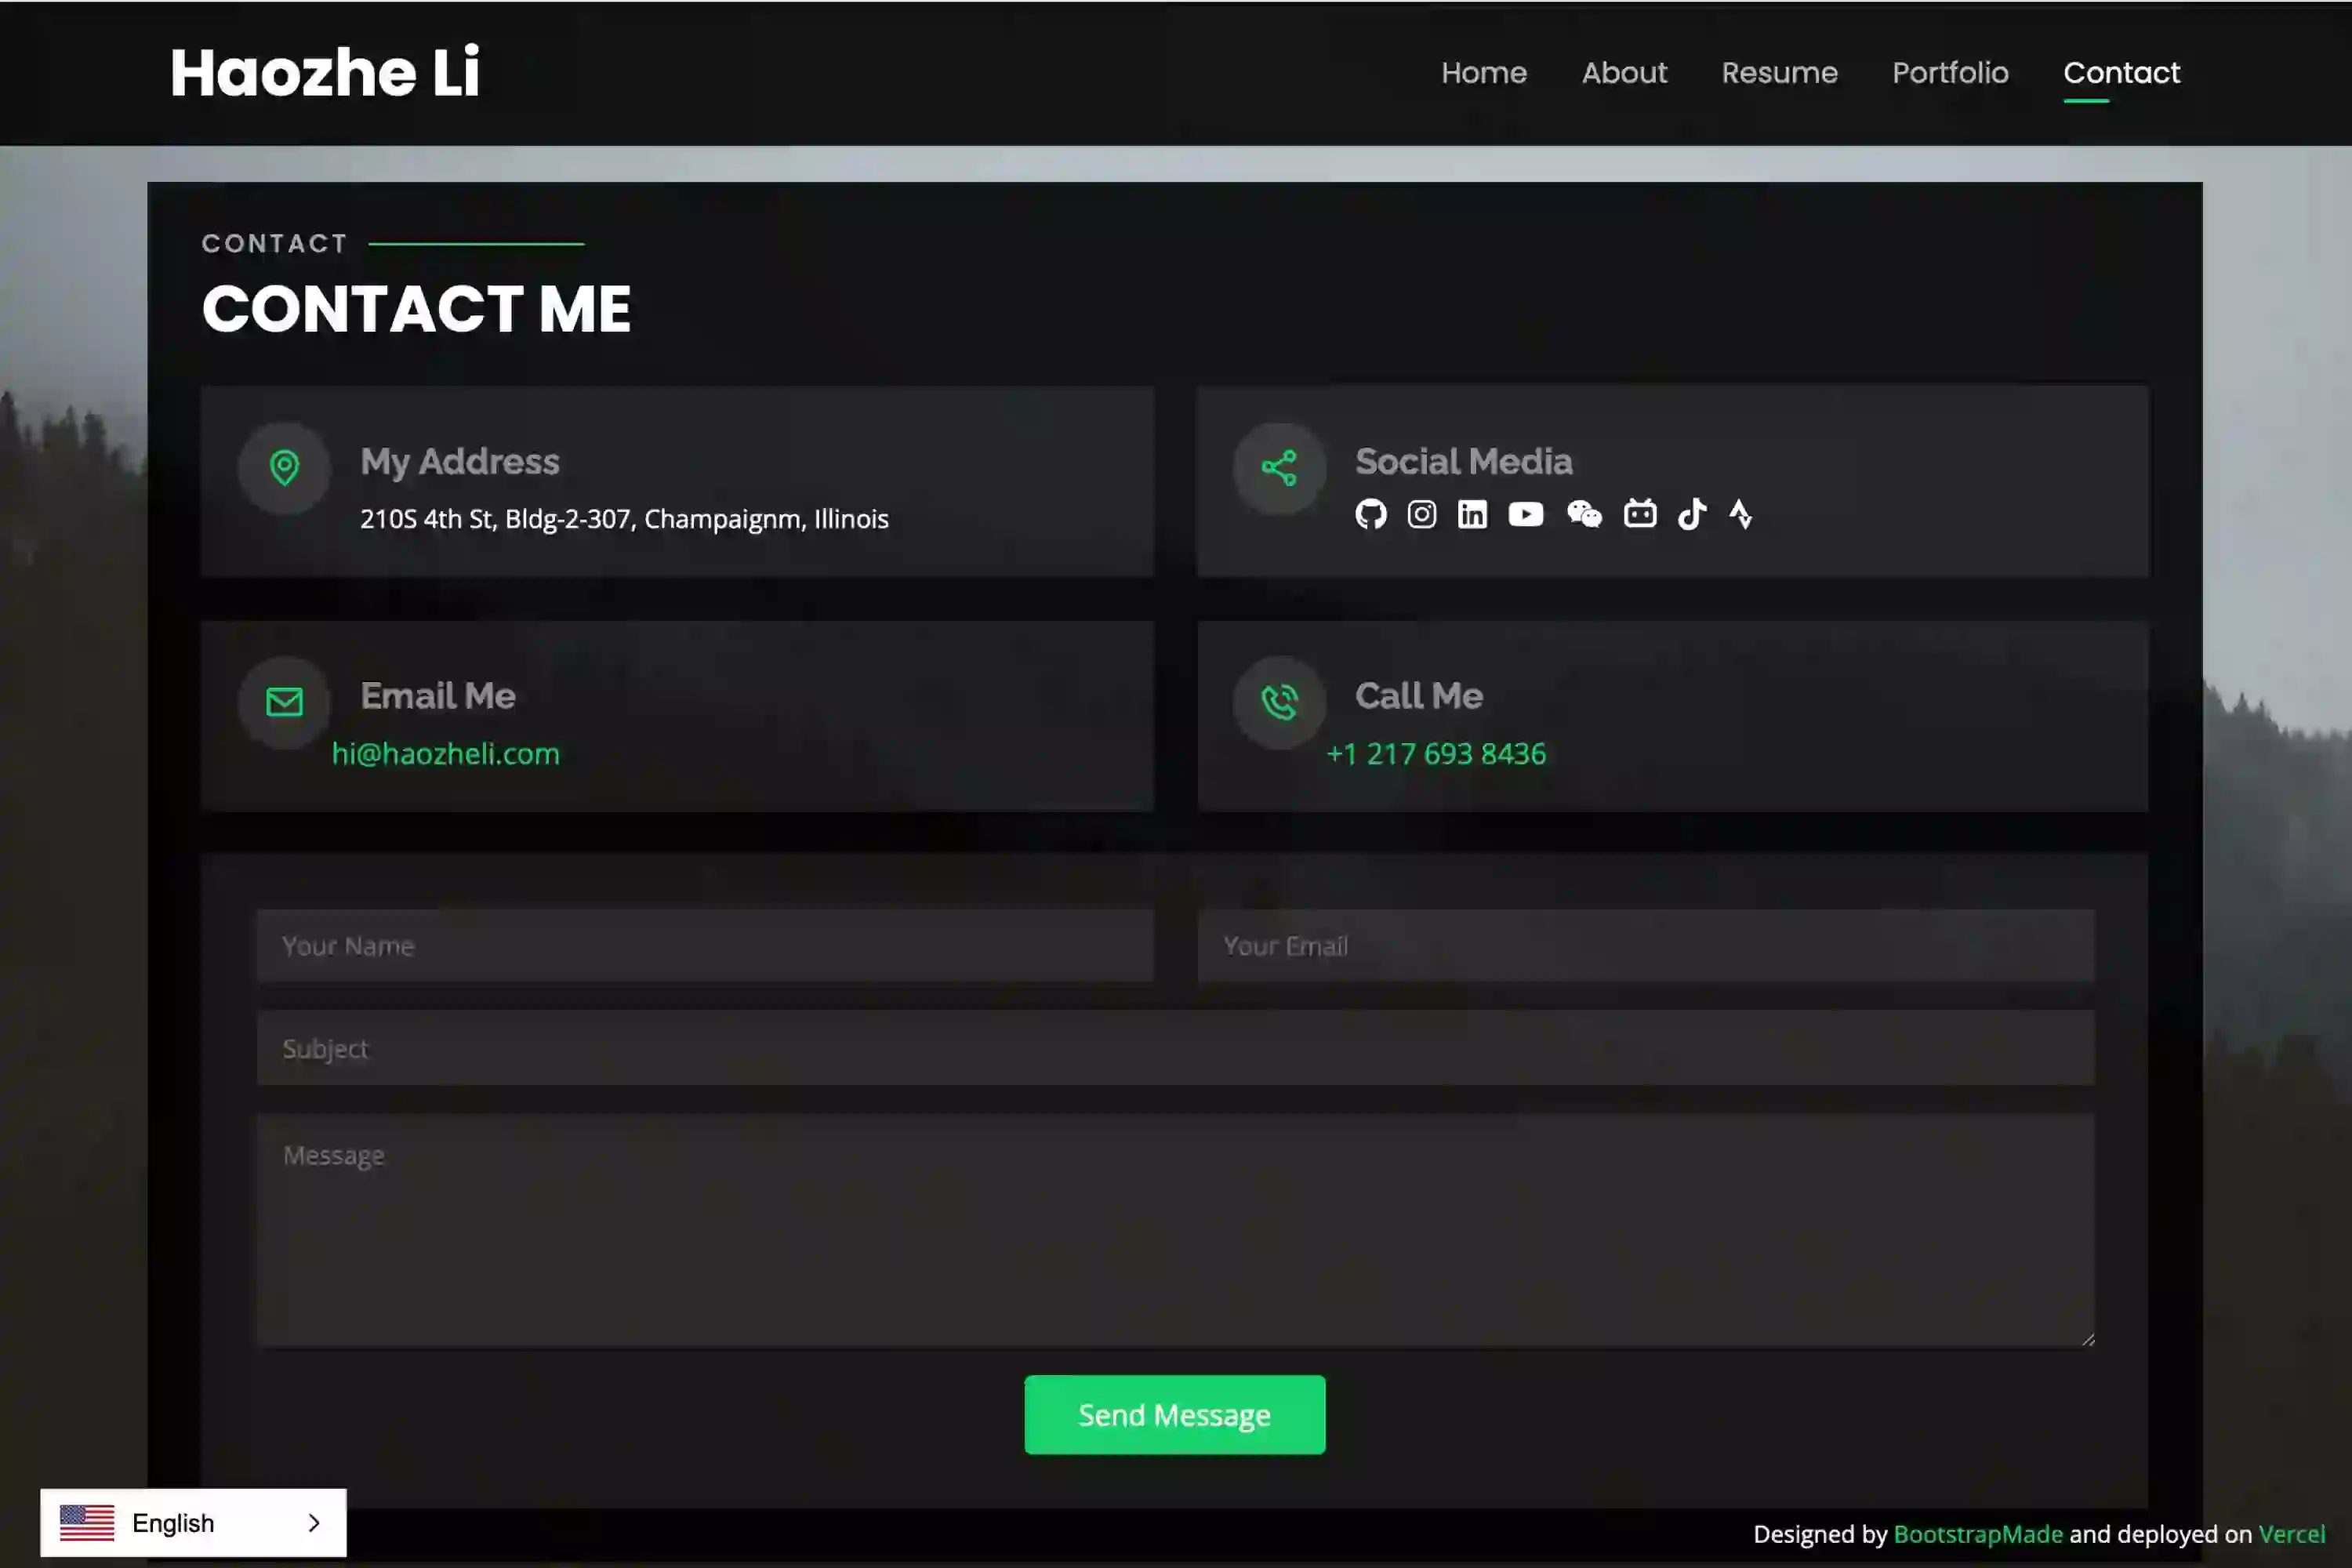 Haozhe Li
Home About Resume Portfolio Contact
CONTACT
CONTACT ME
My Address
210S 4th St, Bldg-2-307, Champaignm, Illinois
Social Media
Email Me
hi@haozheli.com
Call Me
+1 217 693 8436
Your Name
Your Email
Subject
Message
Send Message
English
Designed by BootstrapMade and deployed on Vercel